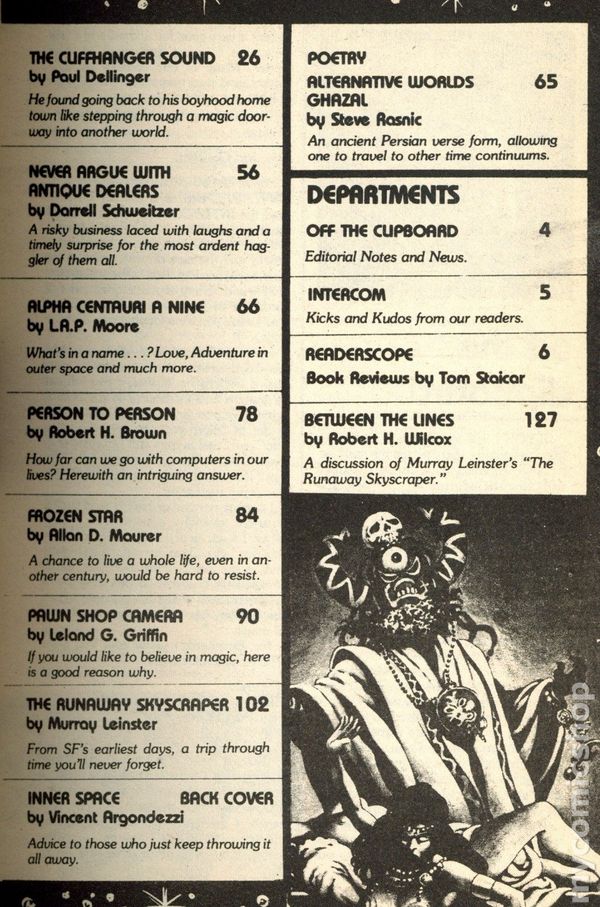 THE CLIFFHANGER SOUND 26
by Paul Dellinger
He found going back to his boyhood home
town like stepping through a magic door-
way into another world.
NEVER ARGUE WITH 56
ANTIQUE DEALERS
by Darrell Schweitzer
A risky business laced with laughs and a
timely surprise for the most ardent hag-
gler of them all.
ALPHA CENTAURI A NINE 66
by L.A.P. Moore
What's in a name . . . ? Love, Adventure in
outer space and much more.
PERSON TO PERSON 78
by Robert H. Brown
How far can we go with computers in our
lives? Herewith an intriguing answer.
FROZEN STAR 84
by Allan D. Maurer
A chance to live a whole life, even in an-
other century, would be hard to resist.
PAWN SHOP CAMERA 90
by Leland G. Griffin
If you would like to believe in magic, here
is a good reason why.
THE RUNAWAY SKYSCRAPER 102
by Murray Leinster
From SF's earliest days, a trip through
time you'll never forget.
INNER SPACE BACK COVER
by Vincent Argondezzi
Advice to those who just keep throwing it
all away.
POETRY
ALTERNATIVE WORLDS 65
GHAZAL
by Steve Rasnic
An ancient Persian verse form, allowing
one to travel to other time continuums.
DEPARTMENTS
OFF THE CLIPBOARD 4
Editorial Notes and News.
INTERCOM 5
Kicks and Kudos from our readers.
READERSCOPE 6
Book Reviews by Tom Staicar
BETWEEN THE LINES 127
by Robert H. Wilcox
A discussion of Murray Leinster's "The
Runaway Skyscraper."
mycomicshop